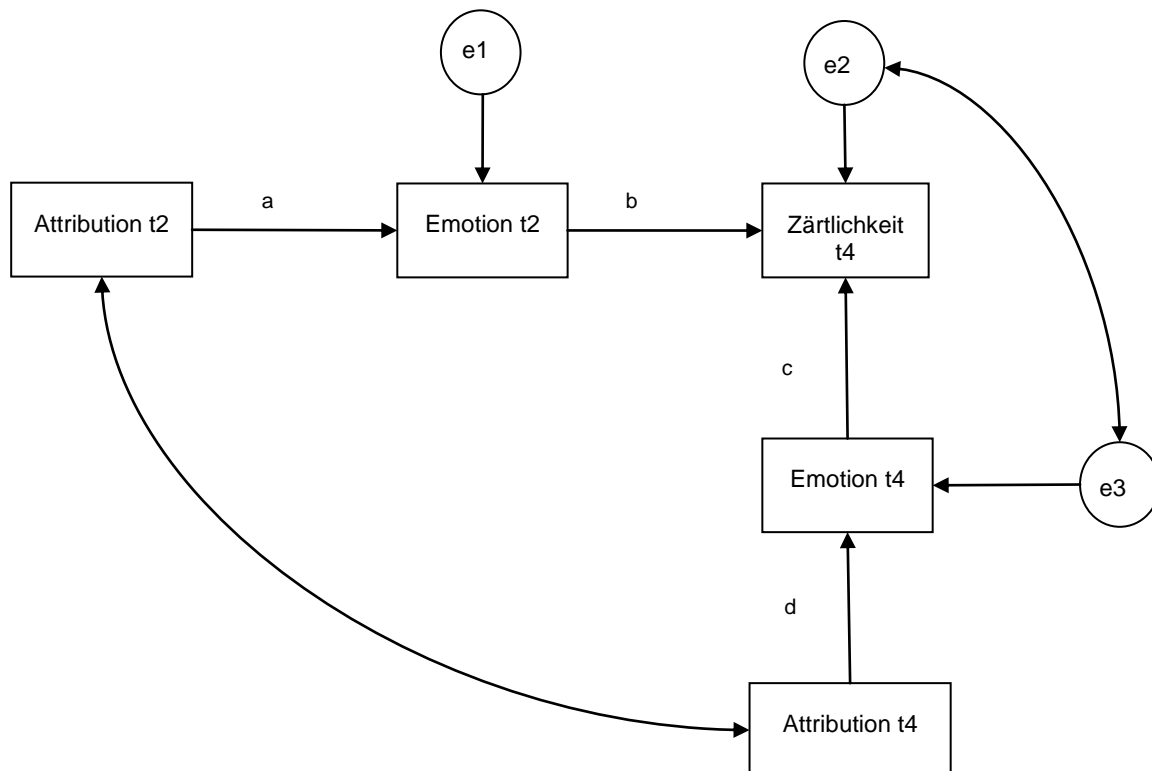 e1
e2
a
b
Attribution t2
Emotion t2
Zärtlichkeit
t4
c
Emotion t4
e3
d
Attribution t4